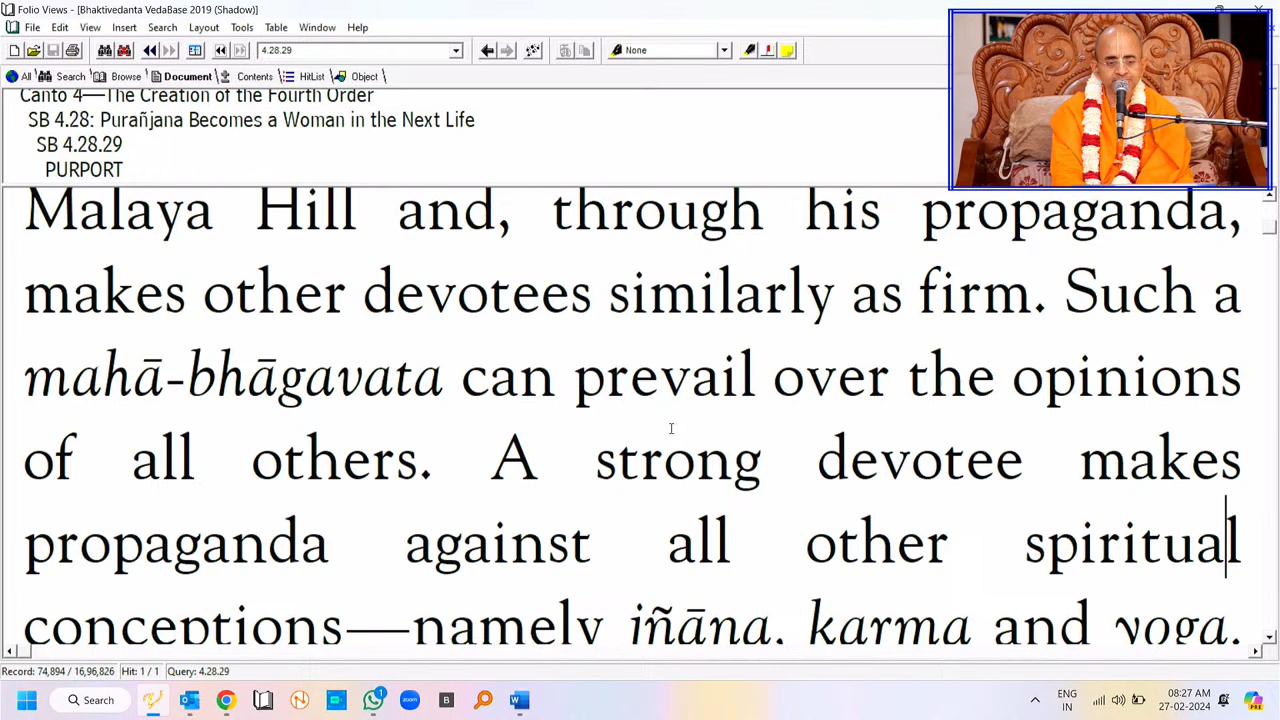 Folio Views - [Bhaktivedanta VedaBase 2019 (Shadow)]
File Edit View Insert Search Layout Tools Table Window Help
4.28.29 None
All Search Browse Document Contents HitList Object
Canto 4—The Creation of the Fourth Order
SB 4.28: Purañjana Becomes a Woman in the Next Life
SB 4.28.29
PURPORT
Malaya Hill and, through his propaganda,
makes other devotees similarly as firm. Such a
mahā-bhāgavata can prevail over the opinions
of all others. A strong devotee makes
propaganda against all other spiritual
conceptions—namely jñāna, karma and yoga.
Record: 74,894 / 16,96,826 Hit: 1 / 1 Query: 4.28.29
Search zoom B W 1 ENG 08:27 AM
IN 27-02-2024 PRE